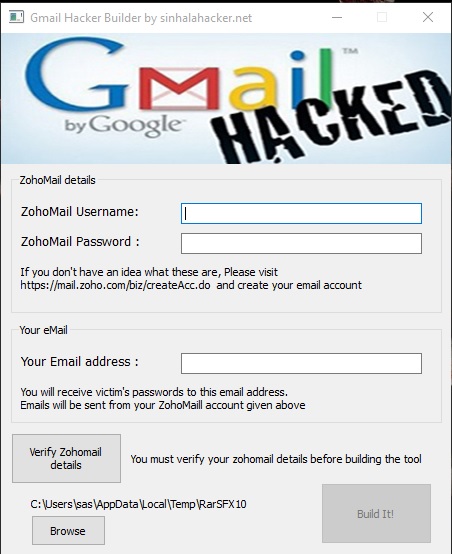 Gmail Hacker Builder by sinhalahacker.net
Gmail TM
by Google
HACKED
ZohoMail details
ZohoMail Username:
ZohoMail Password :
If you don't have an idea what these are, Please visit
https://mail.zoho.com/biz/createAcc.do and create your email account
Your eMail
Your Email address :
You will receive victim's passwords to this email address.
Emails will be sent from your ZohoMaill account given above
Verify Zohomail
details
You must verify your zohomail details before building the tool
C:\Users\sas\AppData\Local\Temp\RarSFX10
Browse
Build It!